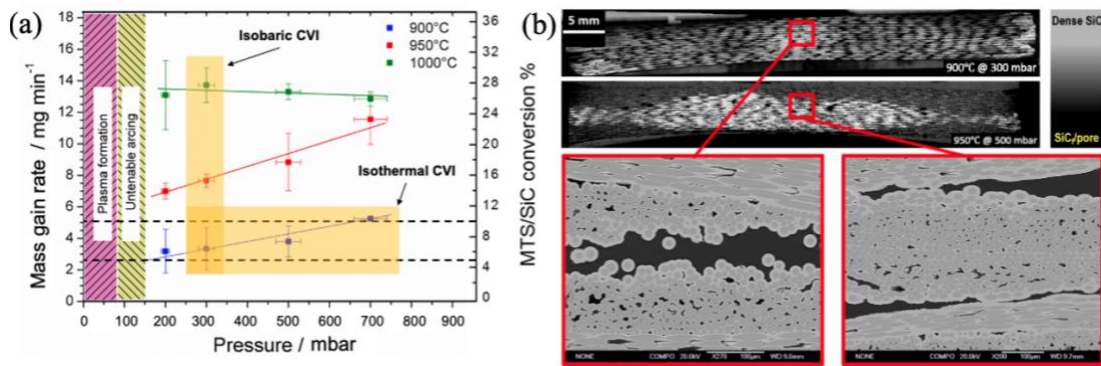 (a)
Mass gain rate / mg min⁻¹
18
16
14
12
10
8
6
4
2
0
Plasma formation
Untenable arcing
Isobaric CVI
Isothermal CVI
900°C
950°C
1000°C
36
32
28
24
20
16
12
8
4
0
MTS/SiC conversion %
0 100 200 300 400 500 600 700 800 900
Pressure / mbar
(b)
5 mm
900°C @ 300 mbar
950°C @ 500 mbar
Dense SiC
SiCf/pore
NONE COMPO 20.0kV X270 100µm WD 9.6mm
NONE COMPO 20.0kV X200 100µm WD 9.7mm